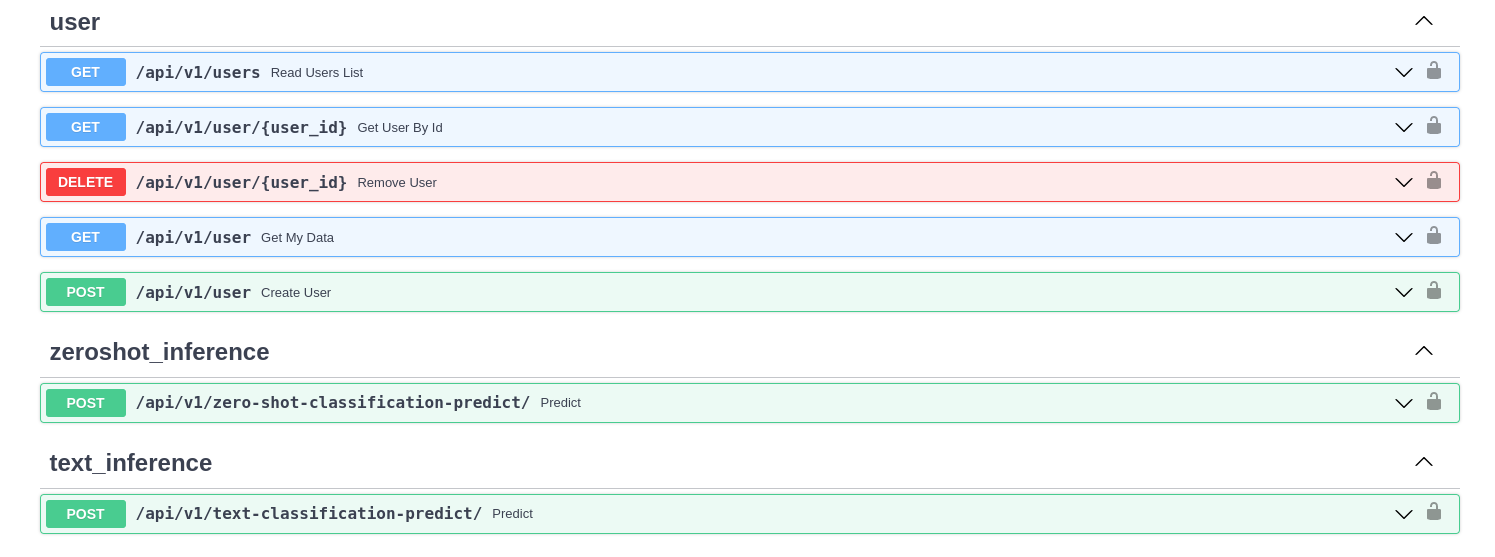 user
GET /api/v1/users Read Users List
GET /api/v1/user/{user_id} Get User By Id
DELETE /api/v1/user/{user_id} Remove User
GET /api/v1/user Get My Data
POST /api/v1/user Create User
zeroshot_inference
POST /api/v1/zero-shot-classification-predict/ Predict
text_inference
POST /api/v1/text-classification-predict/ Predict